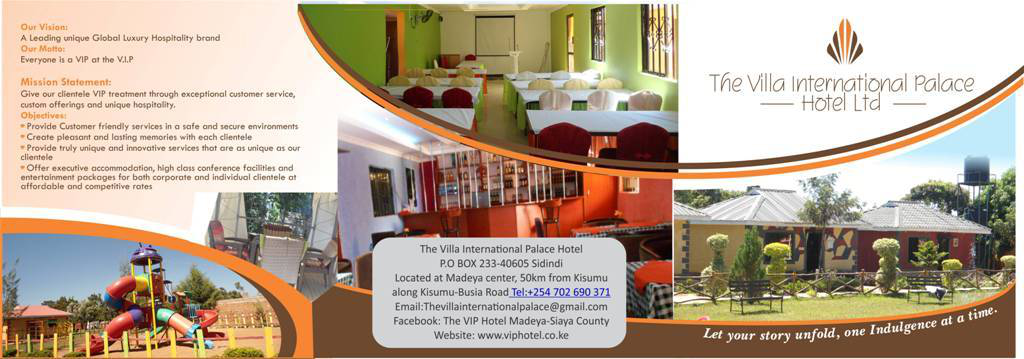 Our Vision:
A Leading unique Global Luxury Hospitality brand
Our Motto:
Everyone is a VIP at the V.I.P
Mission Statement:
Give our clientele VIP treatment through exceptional customer service,
custom offerings and unique hospitality.
Objectives:
Provide Customer friendly services in a safe and secure environments
Create pleasant and lasting memories with each clientele
Provide truly unique and innovative services that are as unique as our
clientele
Offer executive accommodation, high class conference facilities and
entertainment packages for both corporate and individual clientele at
affordable and competitive rates
The Villa International Palace Hotel
P.O BOX 233-40605 Sidindi
Located at Madeya center, 50km from Kisumu
along Kisumu-Busia Road Tel:+254 702 690 371
Email:Thevillainternationalpalace@gmail.com
Facebook: The VIP Hotel Madeya-Siaya County
Website: www.viphotel.co.ke
The Villa International Palace
Hotel Ltd
Let your story unfold, one Indulgence at a time.